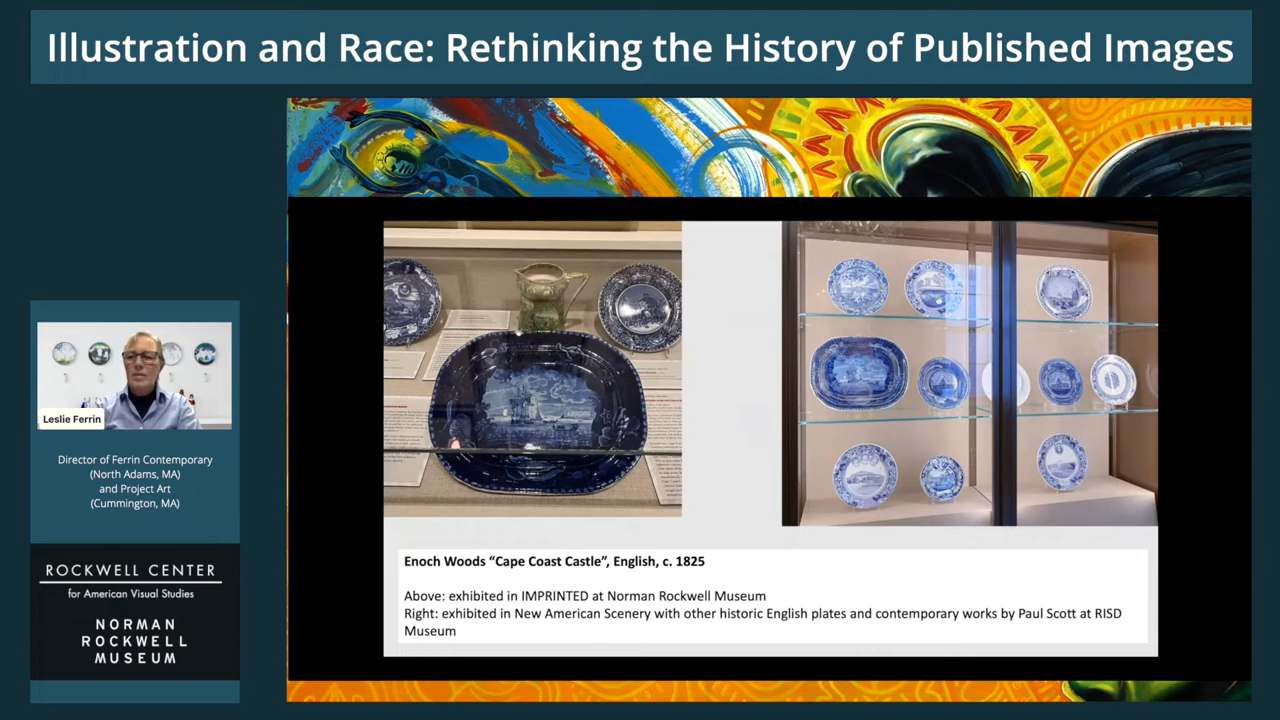 Illustration and Race: Rethinking the History of Published Images
Leslie Ferrin
Director of Ferrin Contemporary
(North Adams, MA)
and Project Art
(Cummington, MA)
ROCKWELL CENTER
for American Visual Studies
NORMAN
ROCKWELL
MUSEUM
Enoch Woods “Cape Coast Castle”, English, c. 1825
Above: exhibited in IMPRINTED at Norman Rockwell Museum
Right: exhibited in New American Scenery with other historic English plates and contemporary works by Paul Scott at RISD
Museum